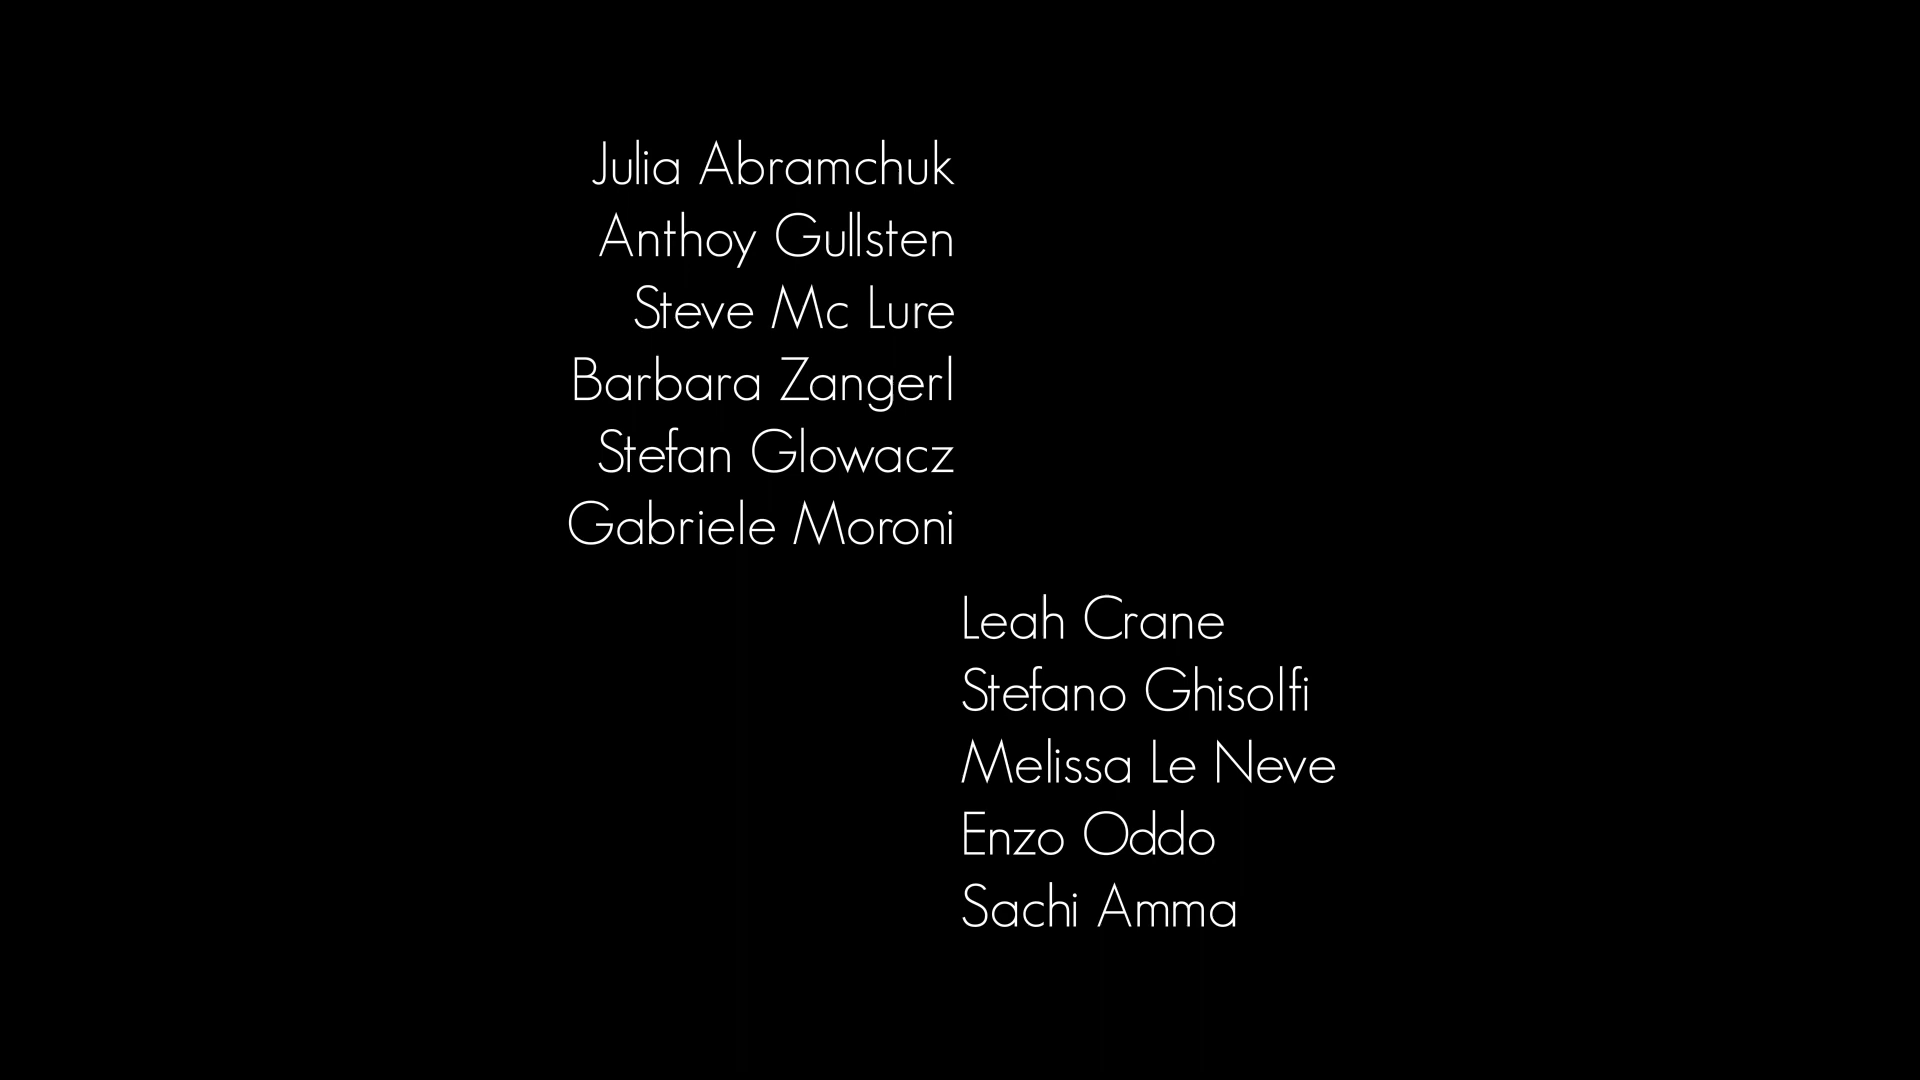 Julia Abramchuk
Anthoy Gullsten
Steve Mc Lure
Barbara Zangerl
Stefan Glowacz
Gabriele Moroni
Leah Crane
Stefano Ghisolfi
Melissa Le Neve
Enzo Oddo
Sachi Amma